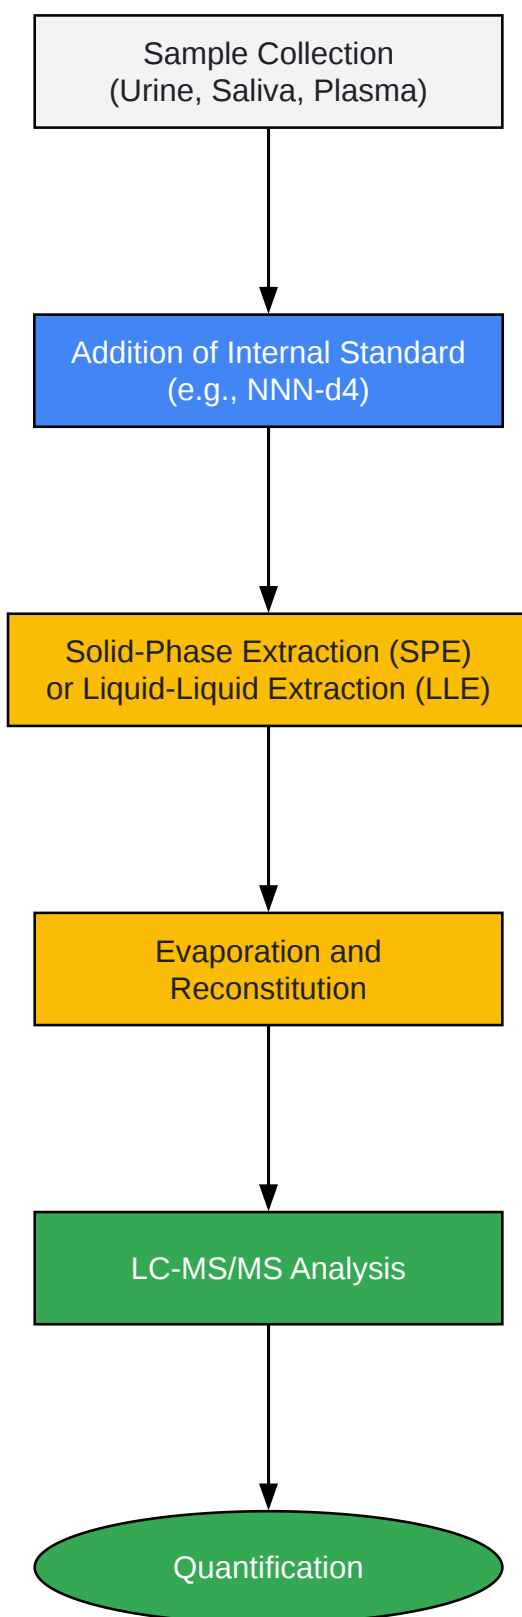 Sample Collection
(Urine, Saliva, Plasma)
Addition of Internal Standard
(e.g., NNN-d4)
Solid-Phase Extraction (SPE)
or Liquid-Liquid Extraction (LLE)
Evaporation and
Reconstitution
LC-MS/MS Analysis
Quantification